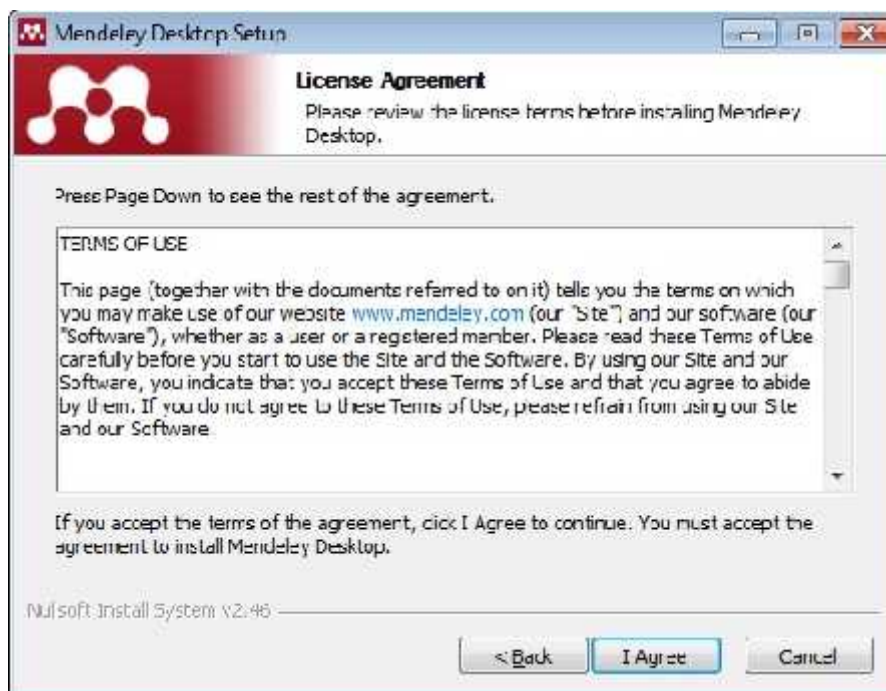 Mendeley Desktop Setup
License Agreement
Please review the license terms before installing Mendeley
Desktop.
Press Page Down to see the rest of the agreement.
TERMS OF USE
This page (together with the documents referred to on it) tells you the terms on which
you may make use of our website www.mendeley.com (our "Site") and our software (our
"Software"), whether as a user or a registered member. Please read these Terms of Use
carefully before you start to use the Site and the Software. By using our Site and our
Software, you indicate that you accept these Terms of Use and that you agree to abide
by them. If you do not agree to these Terms of Use, please refrain from using our Site
and our Software
If you accept the terms of the agreement, click I Agree to continue. You must accept the
agreement to install Mendeley Desktop.
Nullsoft Install System v2.46
< Back
I Agree
Cancel